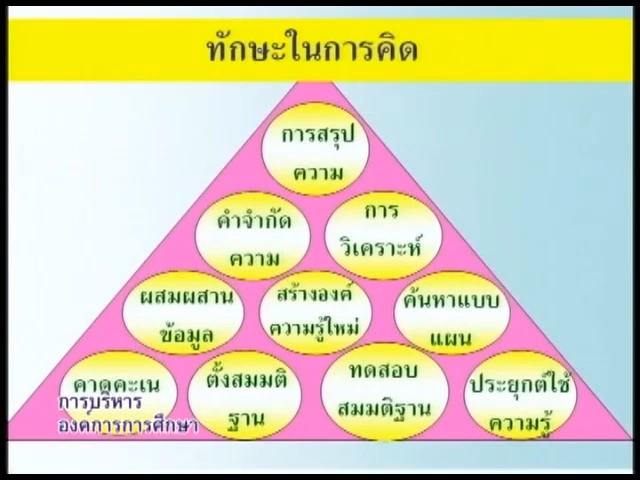 ทักษะในการคิด
การสรุป
ความ
คำจำกัด
ความ
การ
วิเคราะห์
ผสมผสาน
ข้อมูล
สร้างองค์
ความรู้ใหม่
ค้นหาแบบ
แผน
คาดคะเน
ตั้งสมมติ
ฐาน
ทดสอบ
สมมติฐาน
ประยุกต์ใช้
ความรู้
การบริหาร
องค์การการศึกษา